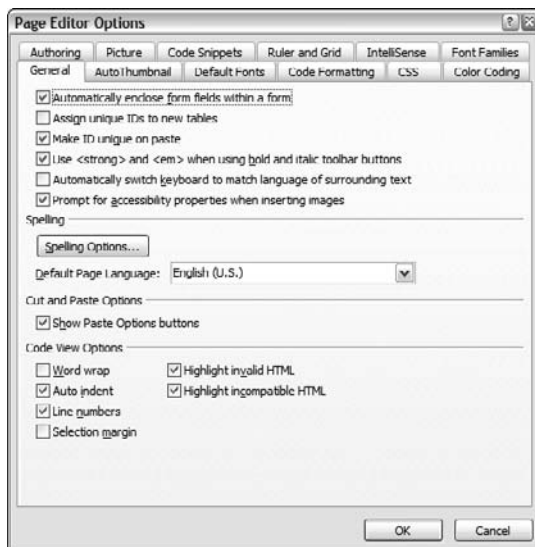 Page Editor Options
Authoring Picture Code Snippets Ruler and Grid IntelliSense Font Families
General AutoThumbnail Default Fonts Code Formatting CSS Color Coding
Automatically enclose form fields within a form
Assign unique IDs to new tables
Make ID unique on paste
Use <strong> and <em> when using bold and italic toolbar buttons
Automatically switch keyboard to match language of surrounding text
Prompt for accessibility properties when inserting images
Spelling
Spelling Options...
Default Page Language: English (U.S.)
Cut and Paste Options
Show Paste Options buttons
Code View Options
Word wrap Highlight invalid HTML
Auto indent Highlight incompatible HTML
Line numbers
Selection margin
OK Cancel